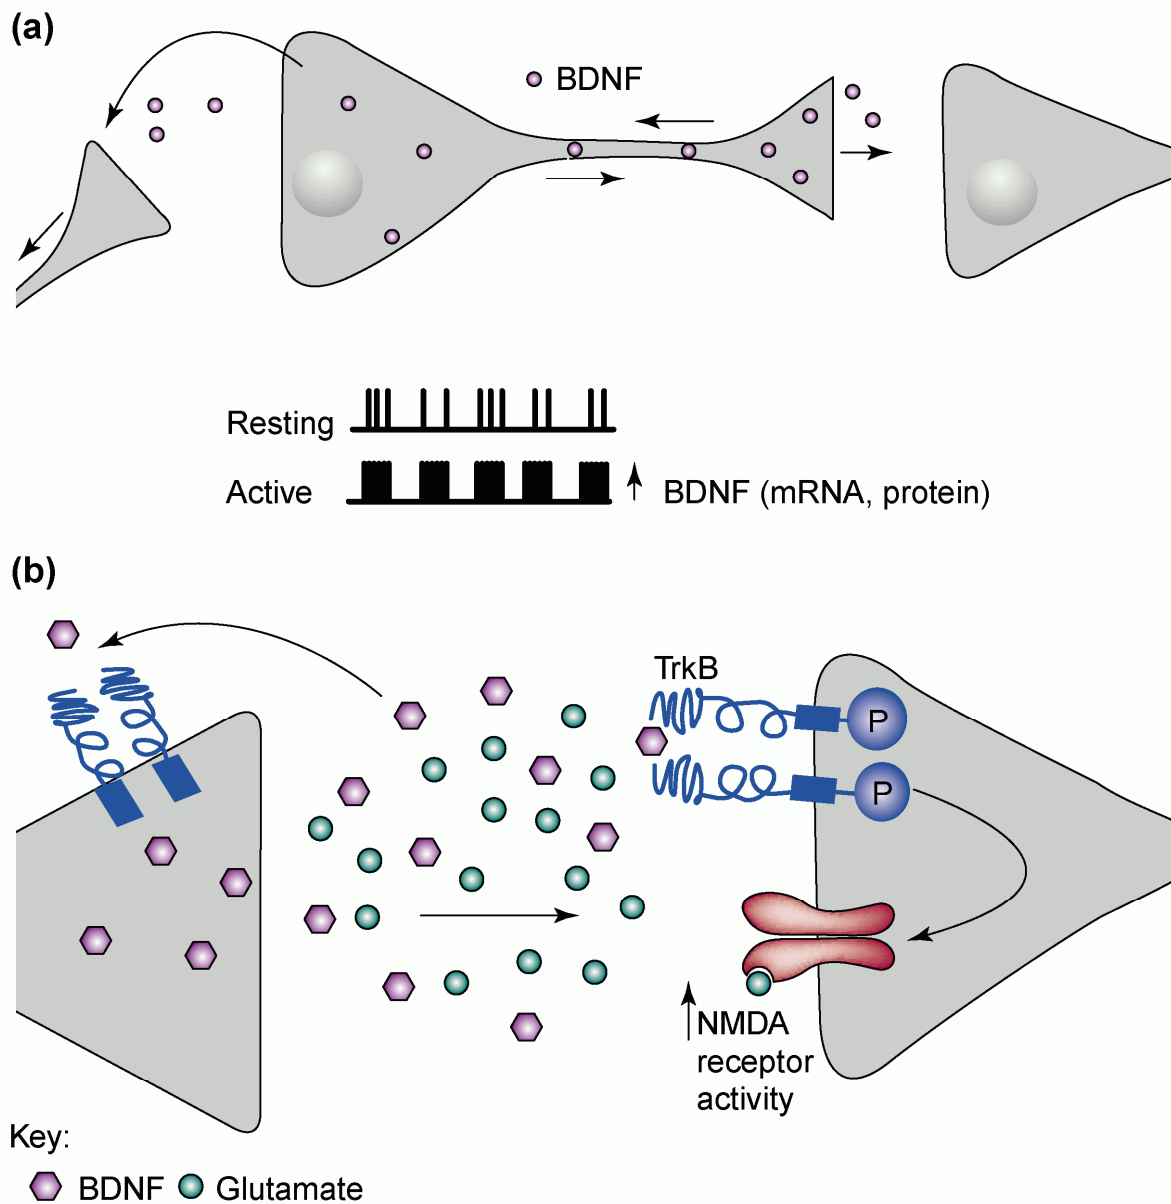 (a)
BDNF
Resting
Active
BDNF (mRNA, protein)
(b)
TrkB
P
P
NMDA
receptor
activity
Key:
BDNF
Glutamate